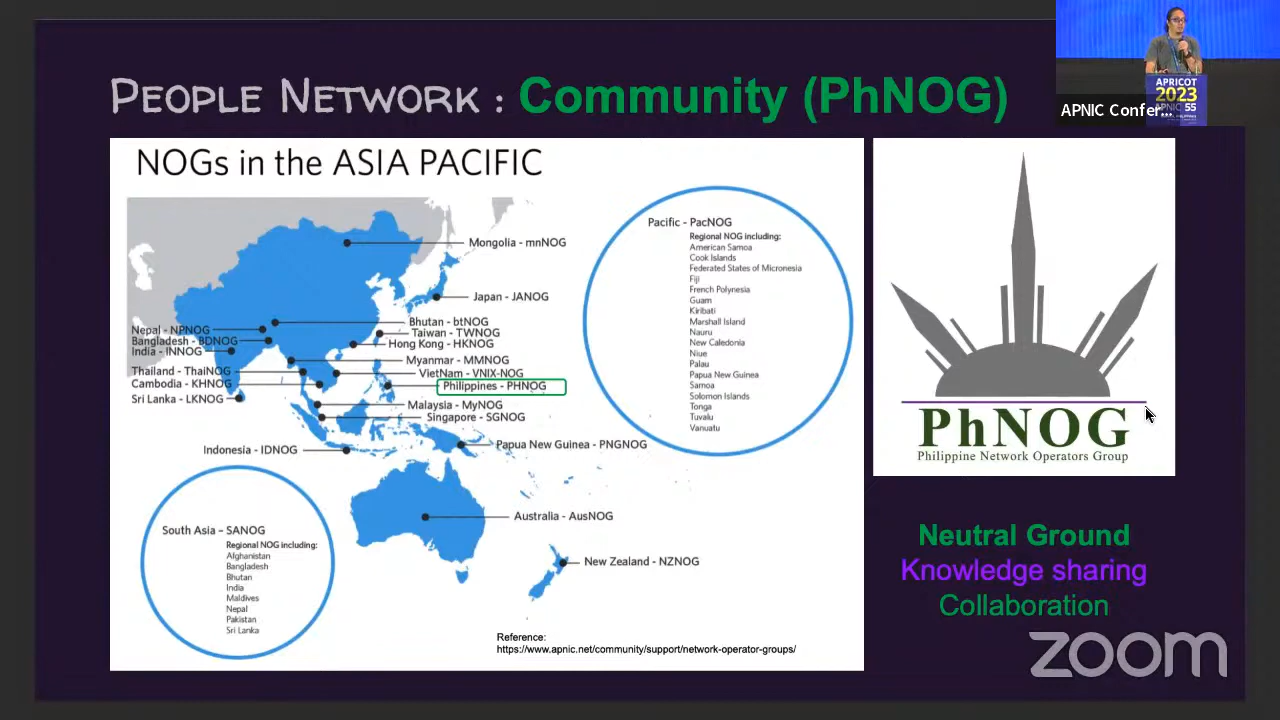 PEOPLE NETWORK : Community (PhNOG)
APRICOT
2023
APNIC 55
APNIC Confer...
NOGs in the ASIA PACIFIC
Mongolia - mnNOG
Japan - JANOG
Bhutan - btNOG
Nepal - NPNOG
Taiwan - TWNOG
Bangladesh - BDNOG
Hong Kong - HKNOG
India - INNOG
Myanmar - MMNOG
Thailand - ThaiNOG
VietNam - VNIX-NOG
Cambodia - KHNOG
Philippines - PHNOG
Sri Lanka - LKNOG
Malaysia - MyNOG
Singapore - SGNOG
Indonesia - IDNOG
Papua New Guinea - PNGNOG
Australia - AusNOG
New Zealand - NZNOG
Pacific - PacNOG
Regional NOG including:
American Samoa
Cook Islands
Federated States of Micronesia
Fiji
French Polynesia
Guam
Kiribati
Marshall Island
Nauru
New Caledonia
Niue
Palau
Papua New Guinea
Samoa
Solomon Islands
Tonga
Tuvalu
Vanuatu
South Asia - SANOG
Regional NOG including:
Afghanistan
Bangladesh
Bhutan
India
Maldives
Nepal
Pakistan
Sri Lanka
Reference:
https://www.apnic.net/community/support/network-operator-groups/
PhNOG
Philippine Network Operators Group
Neutral Ground
Knowledge sharing
Collaboration
zoom